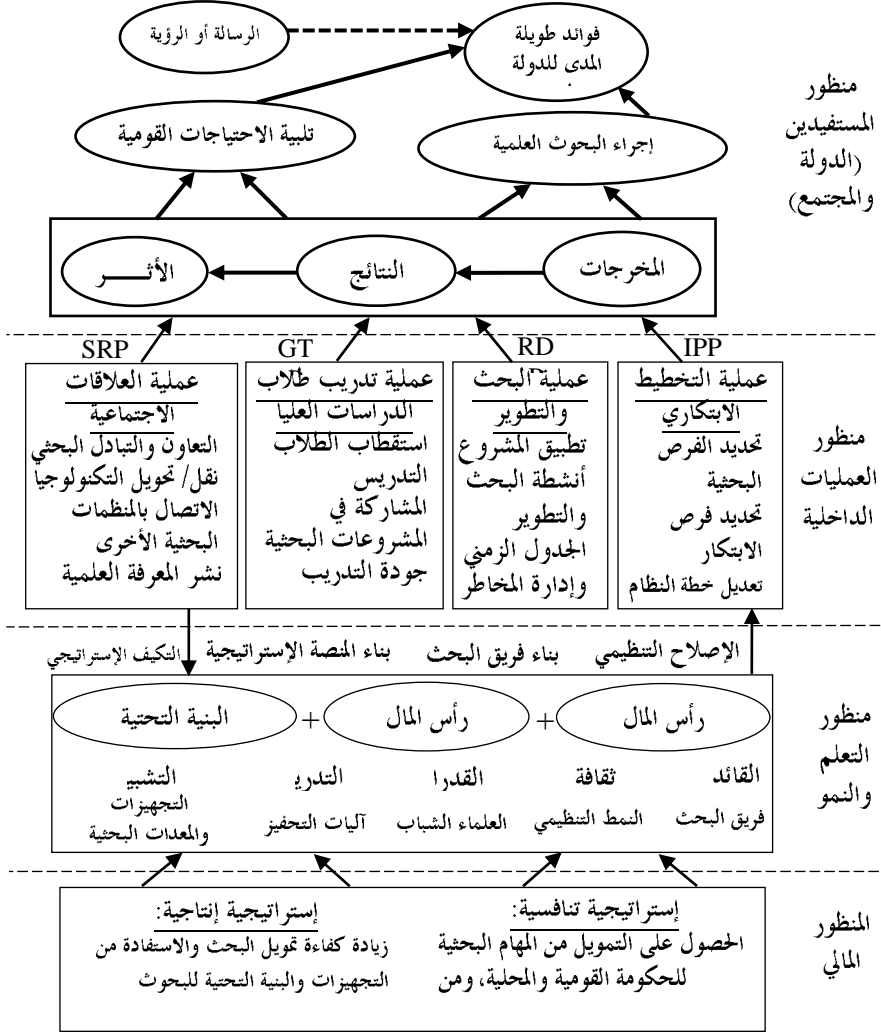 الرسالة أو الرؤية
فوائد طويلة
المدى للدولة
منظور
المستفيدين
(الدولة
والمجتمع)
تلبية الاحتياجات القومية
إجراء البحوث العلمية
المخرجات
النتائج
الأثـــــر
IPP
RD
GT
SRP
منظور
العمليات
الداخلية
عملية التخطيط
الابتكاري
تحديد الفرص
البحثية
تحديد فرص
الابتكار
تعديل خطة النظام
عملية البحث
والتطوير
تطبيق المشروع
أنشطة البحث
والتطوير
الجدول الزمني
وإدارة المخاطر
عملية تدريب طلاب
الدراسات العليا
استقطاب الطلاب
التدريس
المشاركة في
المشروعات البحثية
جودة التدريب
عملية العلاقات
الاجتماعية
التعاون والتبادل البحثي
نقل/ تحويل التكنولوجيا
الاتصال بالمنظمات
البحثية الأخرى
نشر المعرفة العلمية
منظور
التعلم
والنمو
الإصلاح التنظيمي
بناء فريق البحث
بناء المنصة الإستراتيجية
التكيف الإستراتيجي
رأس المال + رأس المال + البنية التحتية
القائد
ثقافة
القدرا
التدري
التشبي
فريق البحث
النمط التنظيمي
العلماء الشباب
آليات التحفيز
التجهيزات
والمعدات البحثية
المنظور
المالي
إستراتيجية تنافسية:
الحصول على التمويل من المهام البحثية
للحكومة القومية والمحلية، ومن
إستراتيجية إنتاجية:
زيادة كفاءة تمويل البحث والاستفادة من
التجهيزات والبنية التحتية للبحوث